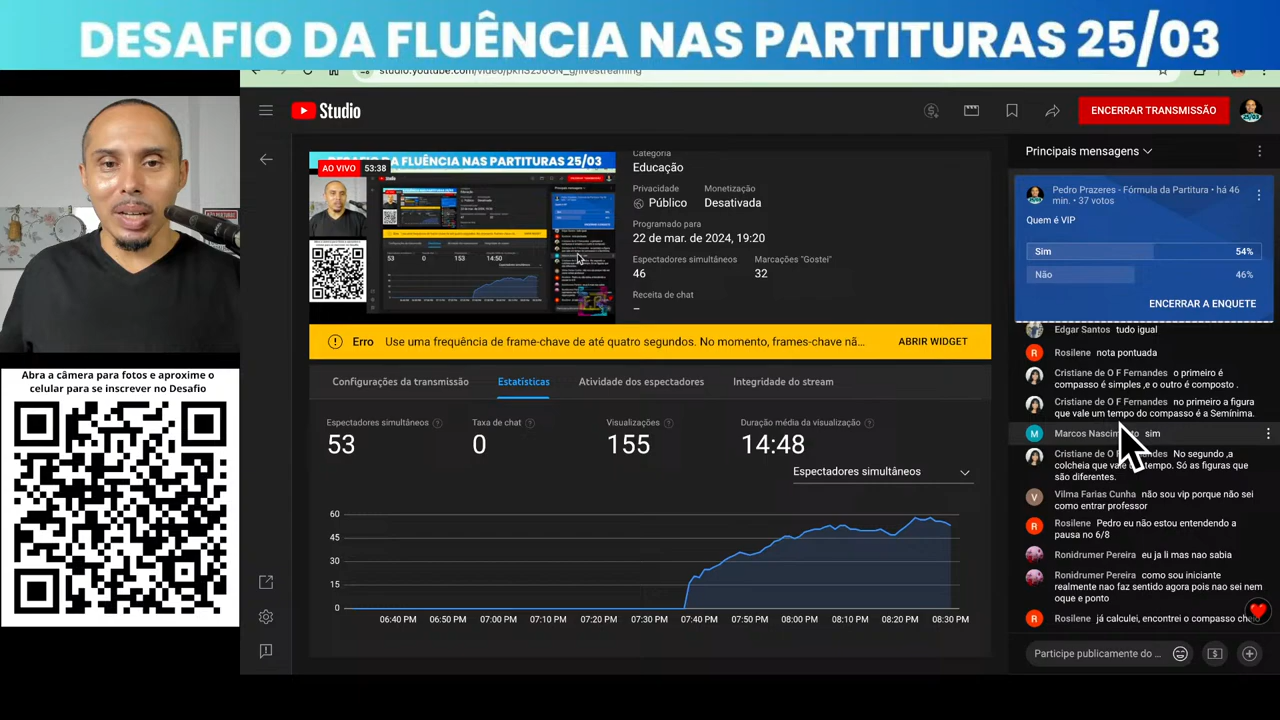 DESAFIO DA FLUÊNCIA NAS PARTITURAS 25/03
Studio
ENCERRAR TRANSMISSÃO
25/03
AO VIVO 53:38
DESAFIO DA FLUÊNCIA NAS PARTITURAS 25/03
Categoria
Educação
Privacidade
Público
Monetização
Desativada
Programado para
22 de mar. de 2024, 19:20
Espectadores simultâneos
46
Marcações "Gostei"
32
Receita de chat
–
Erro Use uma frequência de frame-chave de até quatro segundos. No momento, frames-chave nã...
ABRIR WIDGET
Configurações da transmissão
Estatísticas
Atividade dos espectadores
Integridade do stream
Espectadores simultâneos
53
Taxa de chat
0
Visualizações
155
Duração média da visualização
14:48
Espectadores simultâneos
60
45
30
15
0
06:40 PM 06:50 PM 07:00 PM 07:10 PM 07:20 PM 07:30 PM 07:40 PM 07:50 PM 08:00 PM 08:10 PM 08:20 PM 08:30 PM
Abra a câmera para fotos e aproxime o
celular para se inscrever no Desafio
Principais mensagens
Pedro Prazeres - Fórmula da Partitura • há 46
min. • 37 votos
Quem é VIP
Sim 54%
Não 46%
ENCERRAR A ENQUETE
Edgar Santos tudo igual
R Rosilene nota pontuada
Cristiane de O F Fernandes o primeiro é
compasso é simples ,e o outro é composto .
Cristiane de O F Fernandes no primeiro a figura
que vale um tempo do compasso é a Semínima.
M Marcos sim
Cristiane de O F No segundo ,a
colcheia que tempo. Só as figuras que
são diferentes.
V Vilma Farias Cunha não sou vip porque não sei
como entrar professor
R Rosilene Pedro eu não estou entendendo a
pausa no 6/8
Ronidrumer Pereira eu ja li mas nao sabia
Ronidrumer Pereira como sou iniciante
realmente nao faz sentido agora pois nao sei nem
oque e ponto
R Rosilene já calculei, encontrei o compasso
Participe publicamente do ...